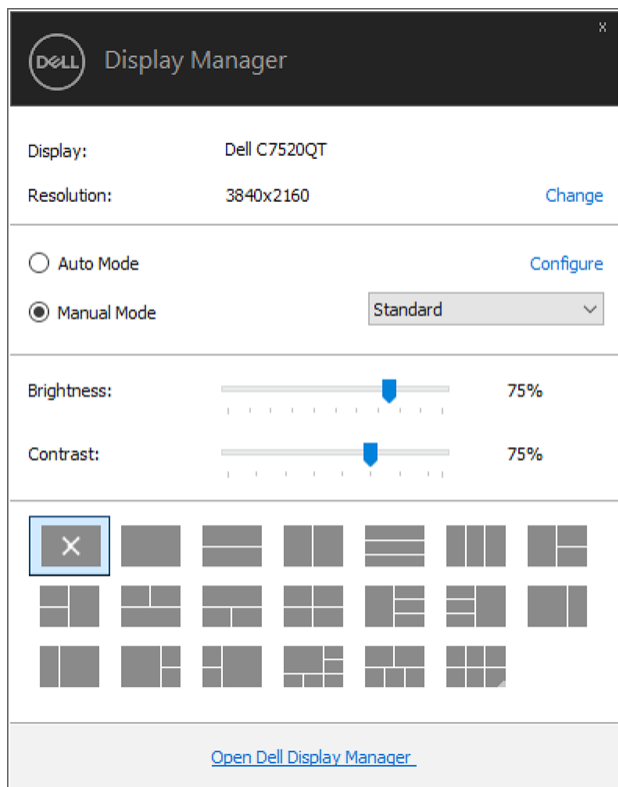 x
DELL Display Manager
Display: Dell C7520QT
Resolution: 3840x2160 Change
Auto Mode Configure
Manual Mode Standard
Brightness: 75%
Contrast: 75%
Open Dell Display Manager